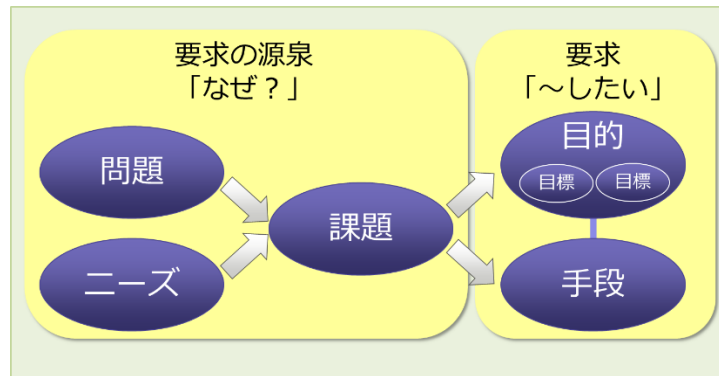 要求の源泉
「なぜ？」
問題
ニーズ
課題
要求
「～したい」
目的
目標
目標
手段